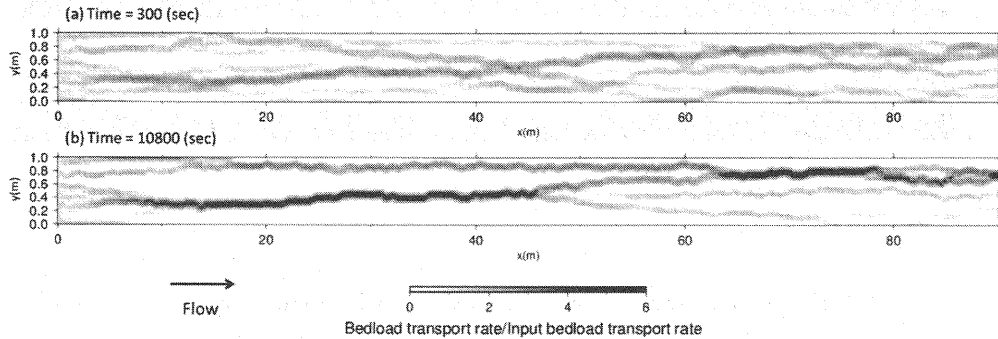 (a) Time = 300 (sec)
y(m)
1.0
0.8
0.6
0.4
0.2
0.0
0 20 40 60 80
x(m)
(b) Time = 10800 (sec)
y(m)
1.0
0.8
0.6
0.4
0.2
0.0
0 20 40 60 80
x(m)
Flow
0 2 4 6
Bedload transport rate/Input bedload transport rate